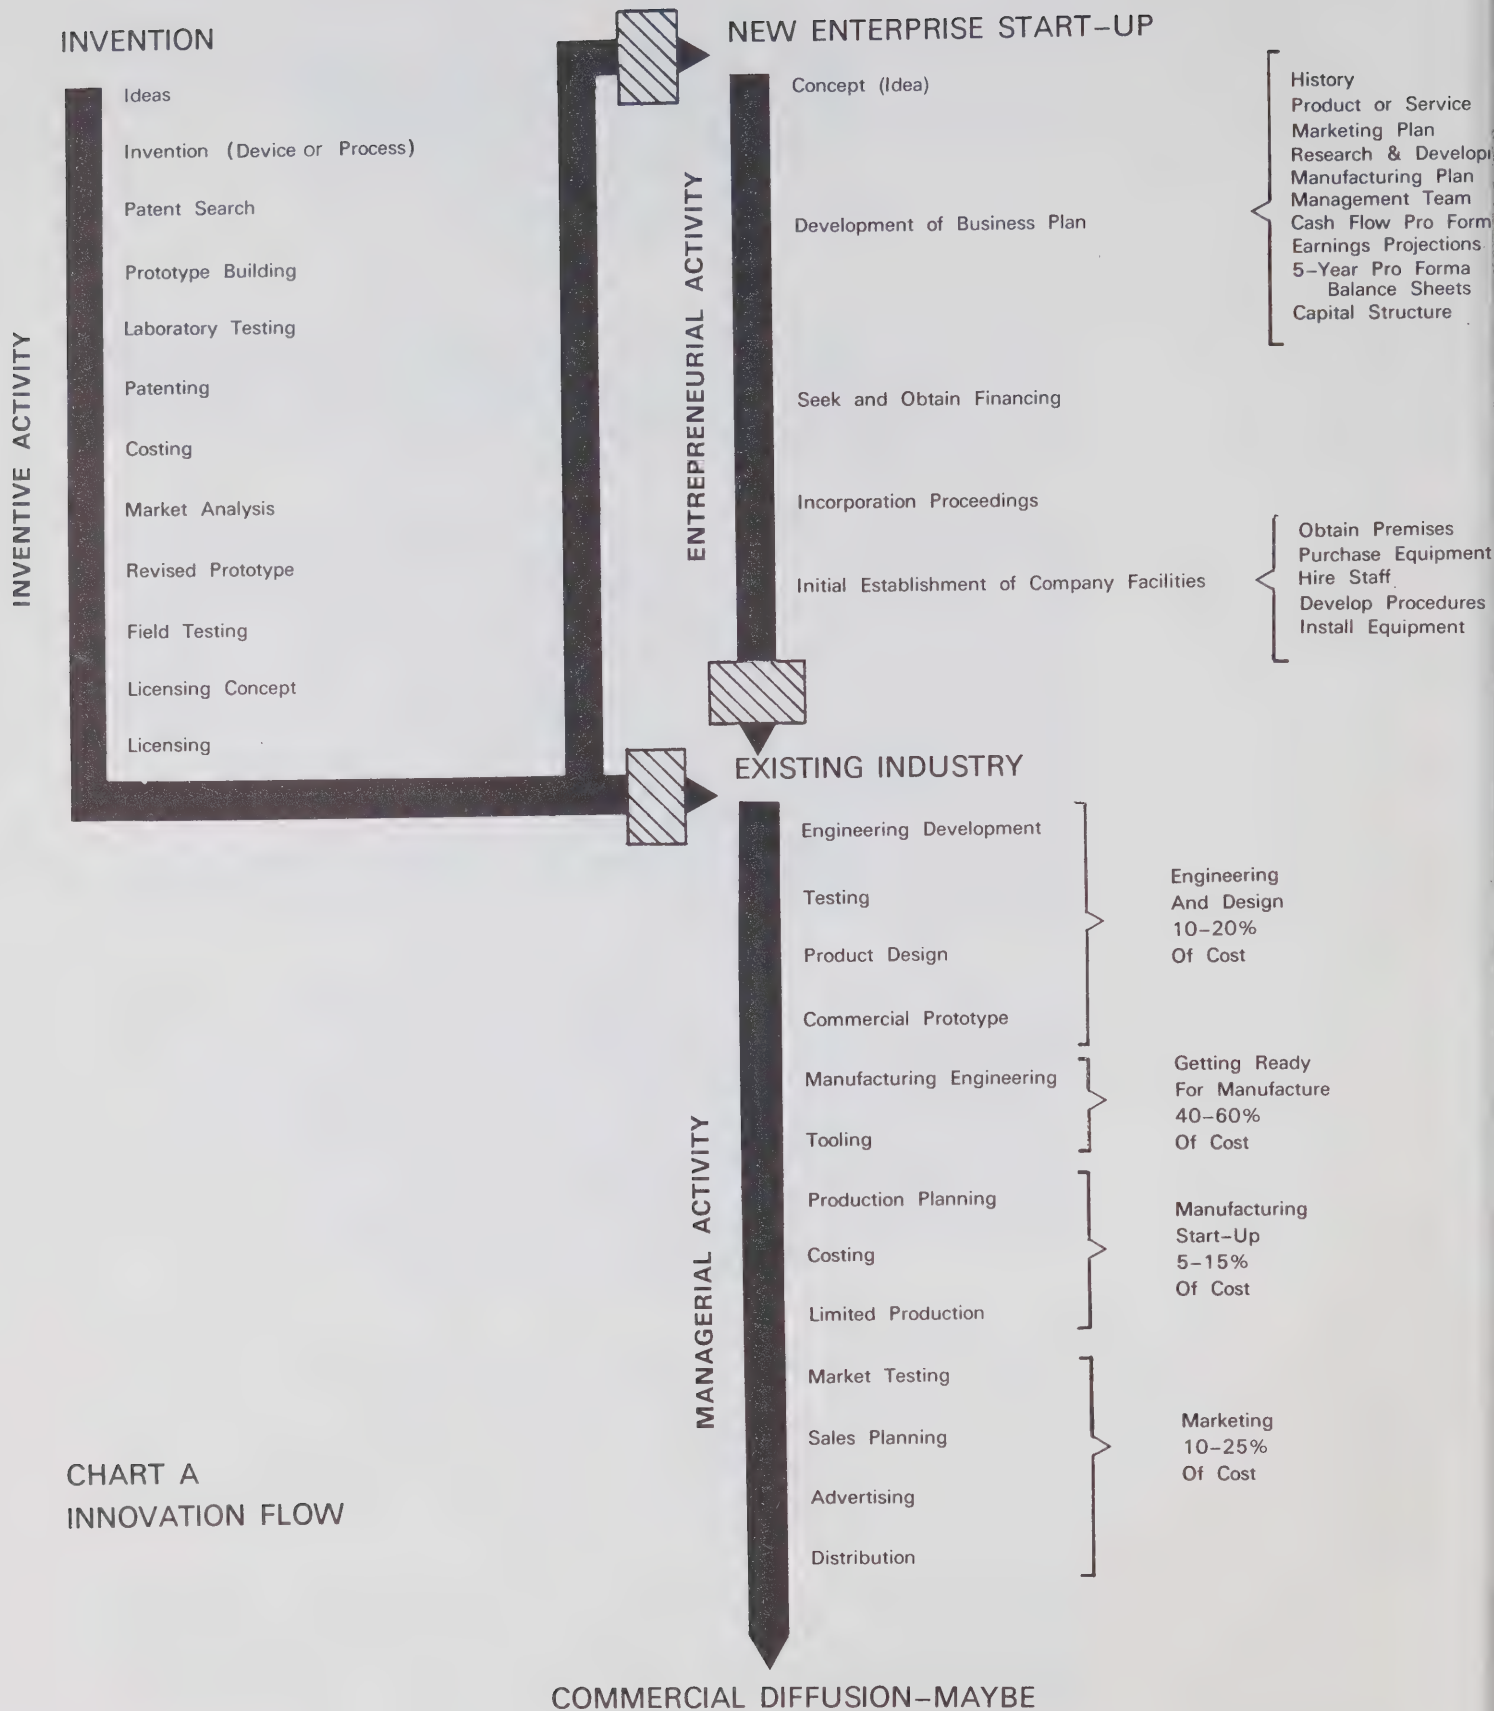 INVENTION
INVENTIVE ACTIVITY
Ideas
Invention (Device or Process)
Patent Search
Prototype Building
Laboratory Testing
Patenting
Costing
Market Analysis
Revised Prototype
Field Testing
Licensing Concept
Licensing
NEW ENTERPRISE START-UP
ENTREPRENEURIAL ACTIVITY
Concept (Idea)
Development of Business Plan
History
Product or Service
Marketing Plan
Research &
Manufacturing Plan
Management Team
Cash Flow Pro
Earnings Projections
5-Year Pro Forma
Balance Sheets
Capital Structure
Seek and Obtain Financing
Incorporation Proceedings
Initial Establishment of Company Facilities
Obtain Premises
Purchase Equipment
Hire Staff
Develop Procedures
Install Equipment
EXISTING INDUSTRY
MANAGERIAL ACTIVITY
Engineering Development
Testing
Product Design
Commercial Prototype
Engineering
And Design
10-20%
Of Cost
Manufacturing Engineering
Tooling
Getting Ready
For Manufacture
40-60%
Of Cost
Production Planning
Costing
Limited Production
Manufacturing
Start-Up
5-15%
Of Cost
Market Testing
Sales Planning
Advertising
Distribution
Marketing
10-25%
Of Cost
CHART A
INNOVATION FLOW
COMMERCIAL DIFFUSION-MAYBE